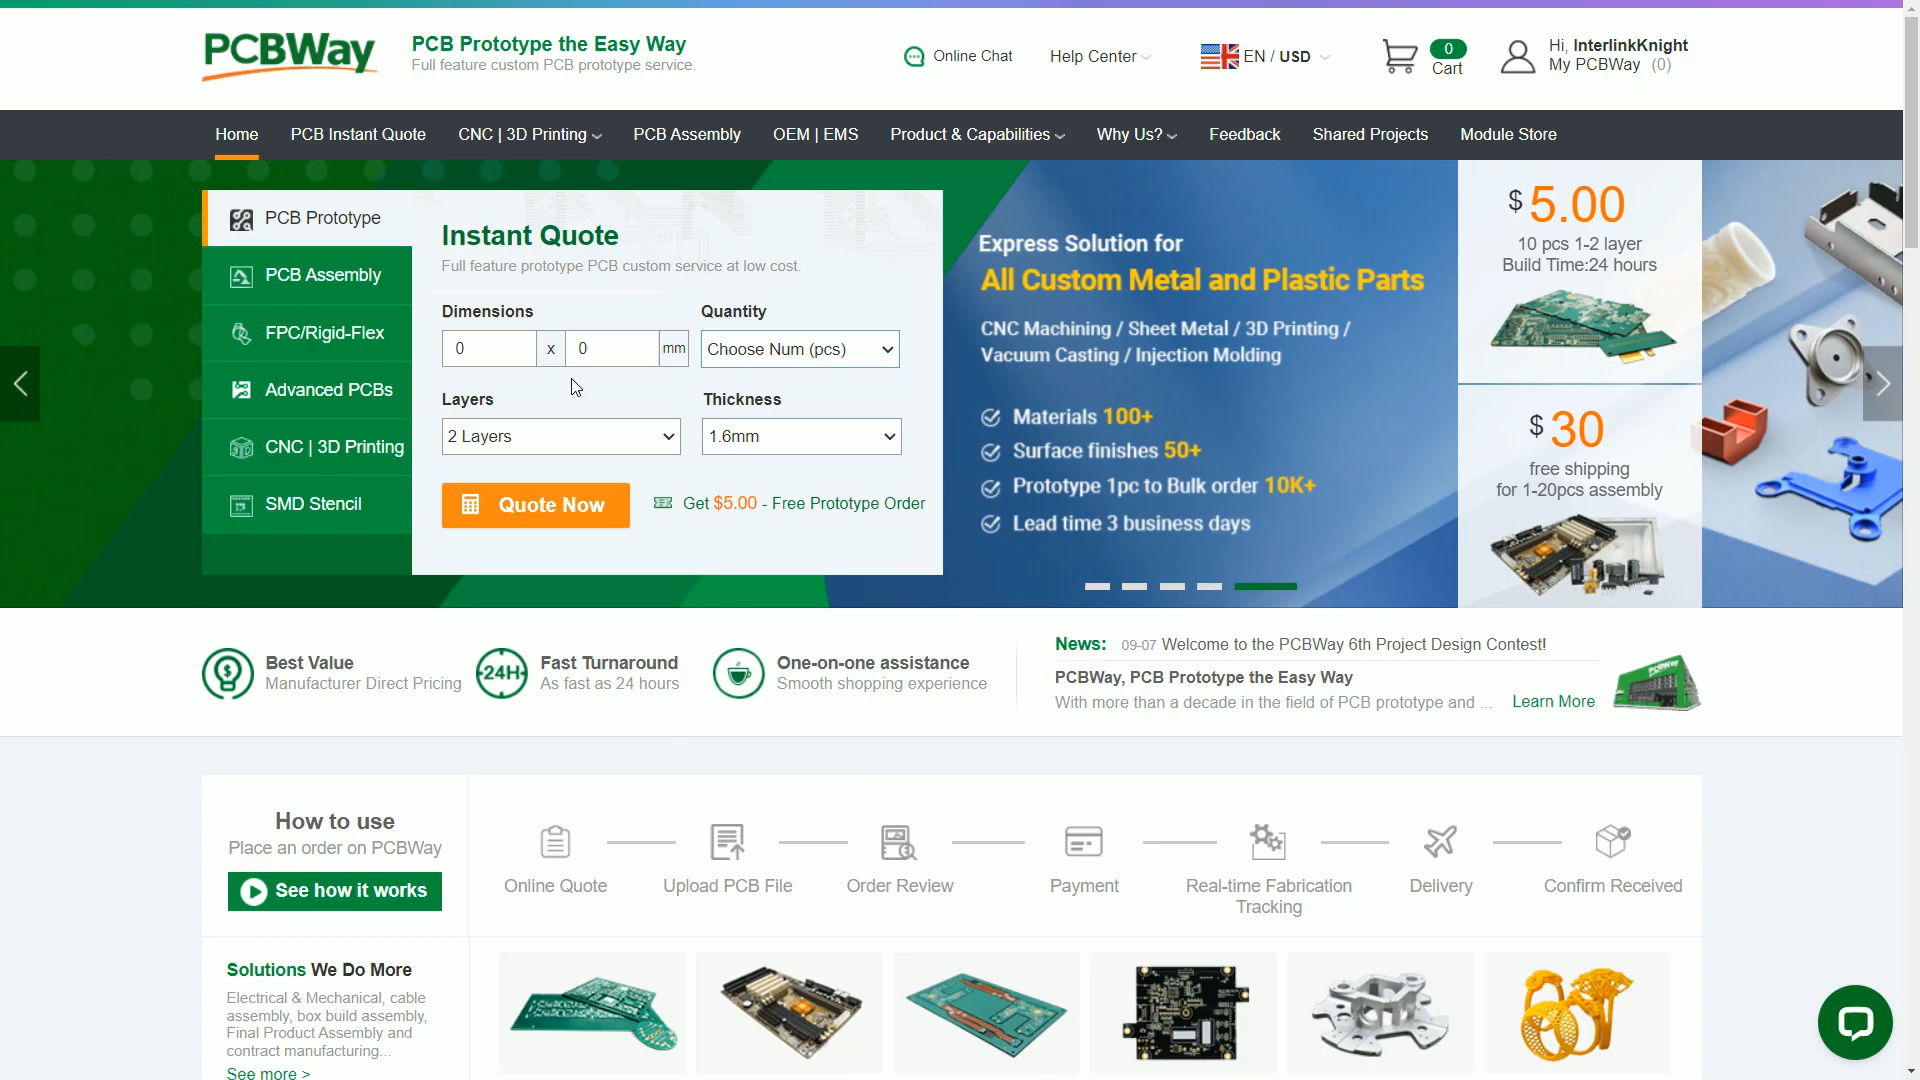 PCBWay
PCB Prototype the Easy Way
Full feature custom PCB prototype service.
Online Chat
Help Center
EN / USD
0
Cart
Hi, InterlinkKnight
My PCBWay (0)
Home
PCB Instant Quote
CNC | 3D Printing
PCB Assembly
OEM | EMS
Product & Capabilities
Why Us?
Feedback
Shared Projects
Module Store
PCB Prototype
PCB Assembly
FPC/Rigid-Flex
Advanced PCBs
CNC | 3D Printing
SMD Stencil
Instant Quote
Full feature prototype PCB custom service at low cost.
Dimensions
Quantity
0 x 0 mm
Choose Num (pcs)
Layers
Thickness
2 Layers
1.6mm
Quote Now
Get $5.00 - Free Prototype Order
Express Solution for
All Custom Metal and Plastic Parts
CNC Machining / Sheet Metal / 3D Printing /
Vacuum Casting / Injection Molding
Materials 100+
Surface finishes 50+
Prototype 1pc to Bulk order 10K+
Lead time 3 business days
$ 5.00
10 pcs 1-2 layer
Build Time:24 hours
$ 30
free shipping
for 1-20pcs assembly
Best Value
Manufacturer Direct Pricing
24H
Fast Turnaround
As fast as 24 hours
One-on-one assistance
Smooth shopping experience
News: 09-07 Welcome to the PCBWay 6th Project Design Contest!
PCBWay, PCB Prototype the Easy Way
With more than a decade in the field of PCB prototype and ... Learn More
PCBWay
How to use
Place an order on PCBWay
See how it works
Online Quote
Upload PCB File
Order Review
Payment
Real-time Fabrication
Tracking
Delivery
Confirm Received
Solutions We Do More
Electrical & Mechanical, cable
assembly, box build assembly,
Final Product Assembly and
contract manufacturing...
See more >